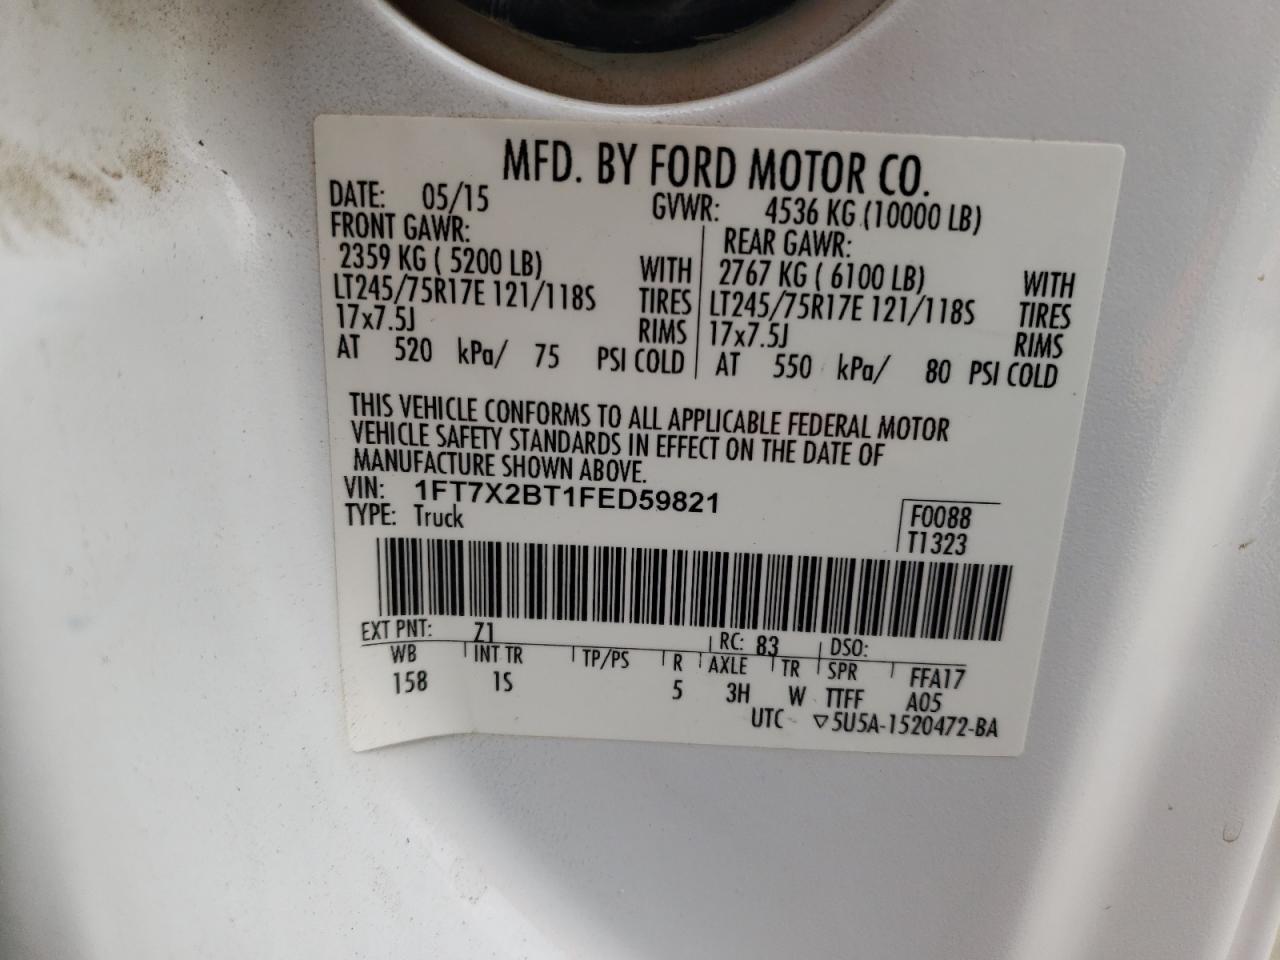 MFD. BY FORD MOTOR CO.
DATE: 05/15 GVWR: 4536 KG (10000 LB)
FRONT GAWR: REAR GAWR:
2359 KG ( 5200 LB) WITH 2767 KG ( 6100 LB) WITH
LT245/75R17E 121/118S TIRES LT245/75R17E 121/118S TIRES
17x7.5J RIMS 17x7.5J RIMS
AT 520 kPa/ 75 PSI COLD AT 550 kPa/ 80 PSI COLD
THIS VEHICLE CONFORMS TO ALL APPLICABLE FEDERAL MOTOR
VEHICLE SAFETY STANDARDS IN EFFECT ON THE DATE OF
MANUFACTURE SHOWN ABOVE.
VIN: 1FT7X2BT1FED59821
TYPE: Truck F0088
T1323
EXT PNT: Z1 RC: 83 DSO:
WB INT TR TP/PS R AXLE TR SPR FFA17
158 1S 5 3H W TTFF A05
UTC ▽5U5A-1520472-BA